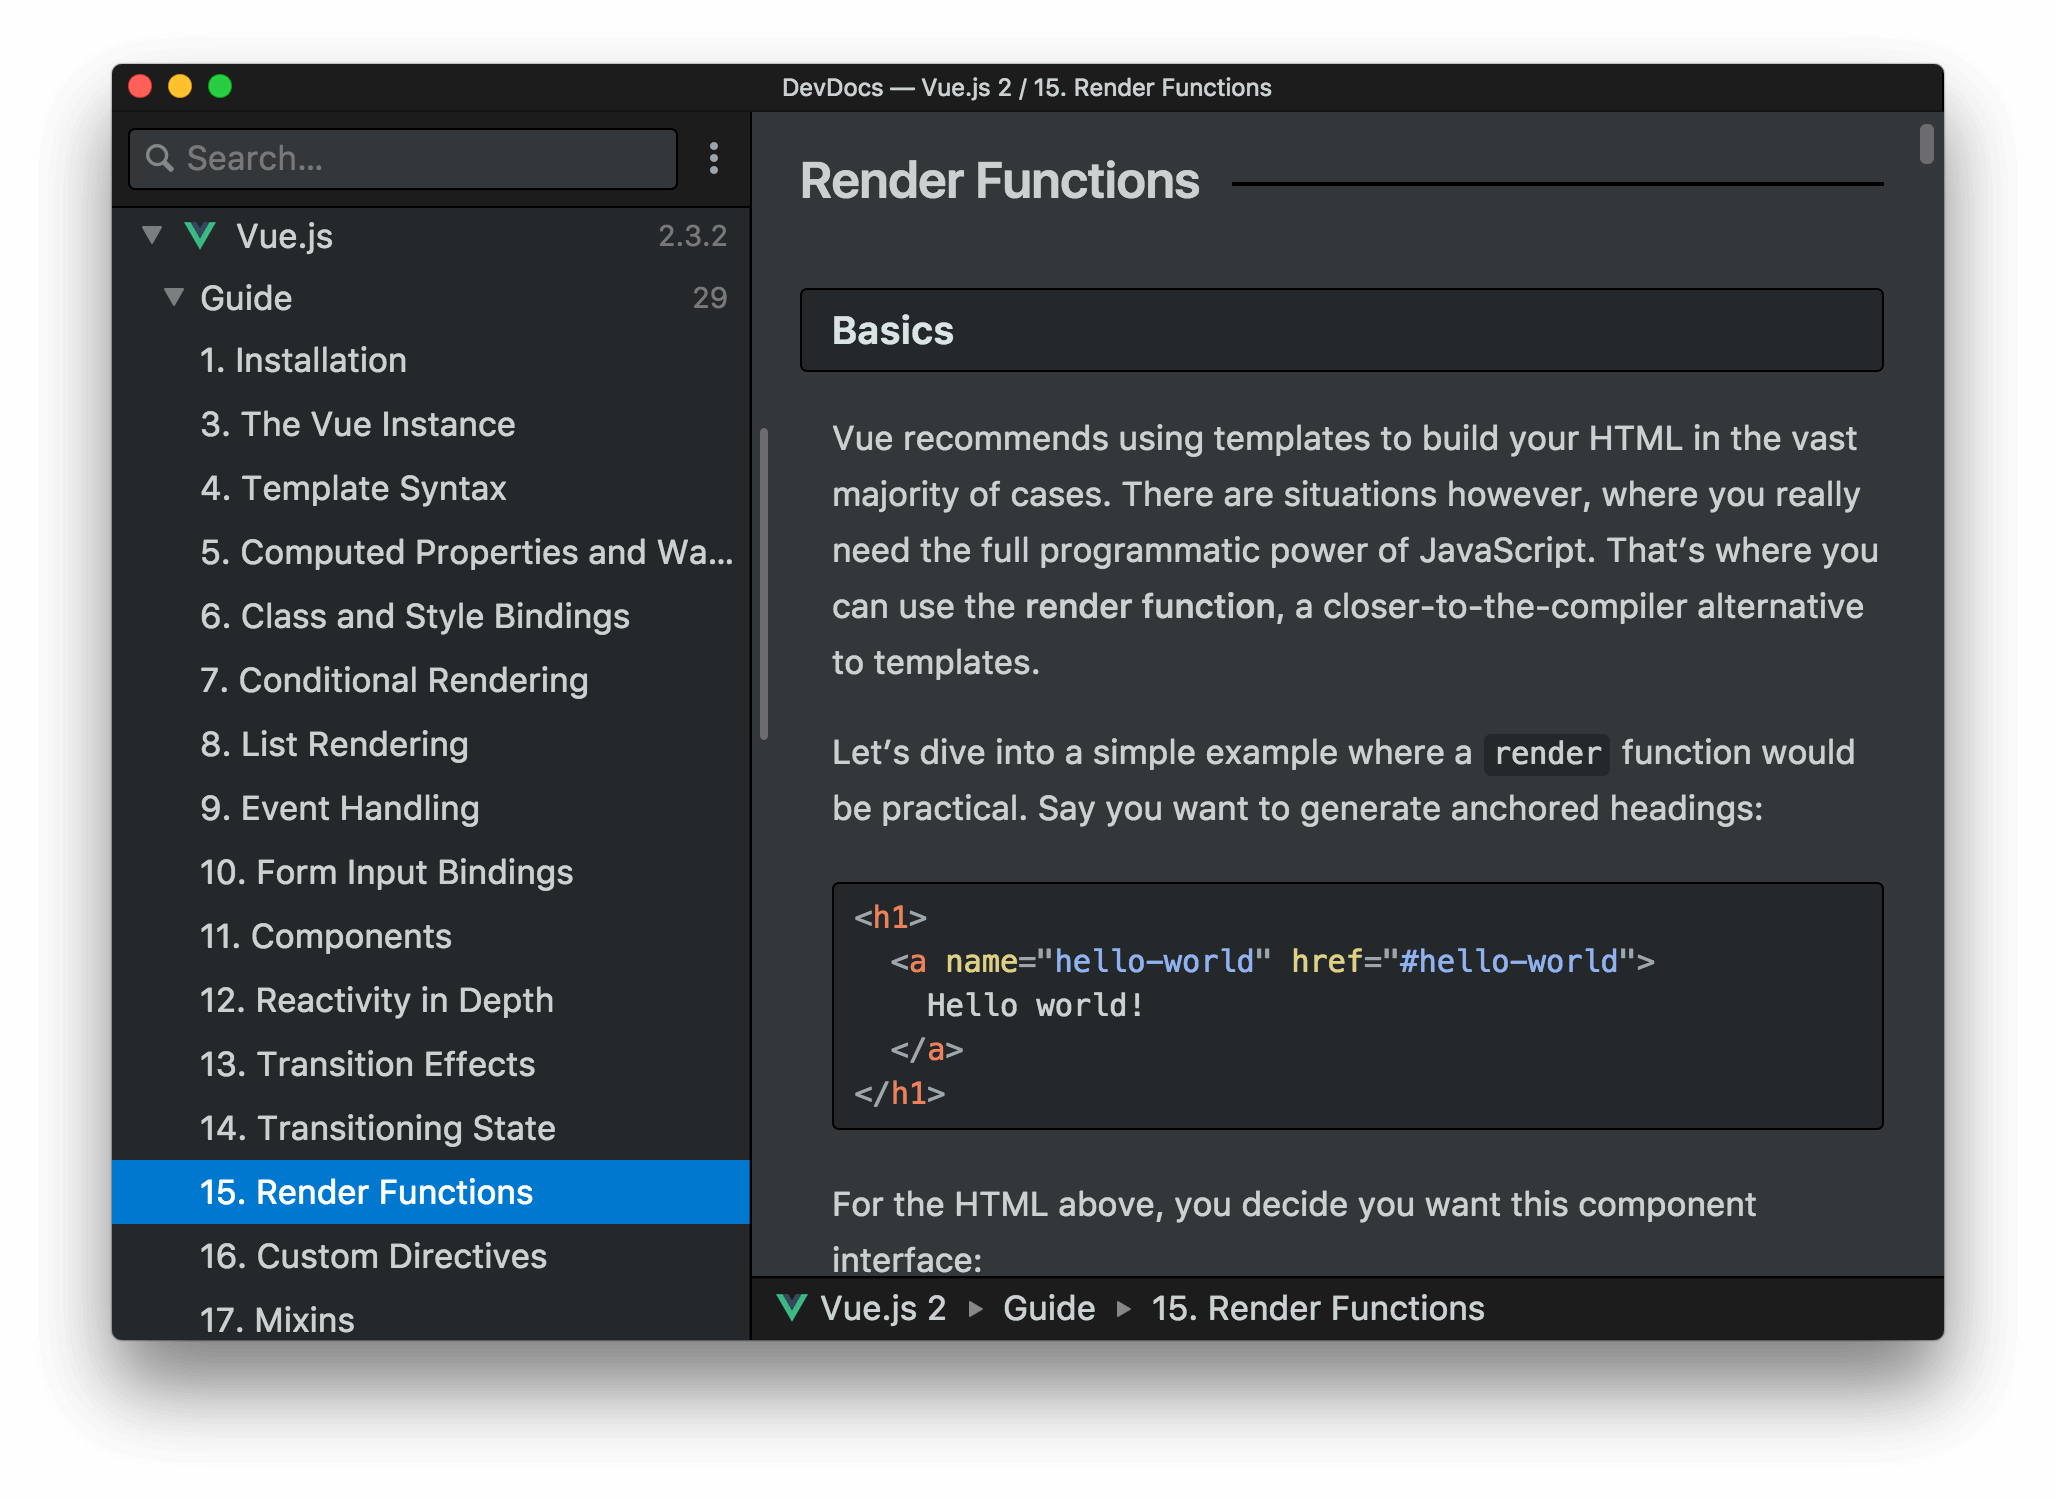 DevDocs — Vue.js 2 / 15. Render Functions
Search...
Vue.js 2.3.2
Guide 29
1. Installation
3. The Vue Instance
4. Template Syntax
5. Computed Properties and Wa...
6. Class and Style Bindings
7. Conditional Rendering
8. List Rendering
9. Event Handling
10. Form Input Bindings
11. Components
12. Reactivity in Depth
13. Transition Effects
14. Transitioning State
15. Render Functions
16. Custom Directives
17. Mixins
Render Functions
Basics
Vue recommends using templates to build your HTML in the vast
majority of cases. There are situations however, where you really
need the full programmatic power of JavaScript. That’s where you
can use the render function, a closer-to-the-compiler alternative
to templates.
Let’s dive into a simple example where a render function would
be practical. Say you want to generate anchored headings:
<h1>
  <a name="hello-world" href="#hello-world">
    Hello world!
  </a>
</h1>
For the HTML above, you decide you want this component
interface:
Vue.js 2 ▸ Guide ▸ 15. Render Functions